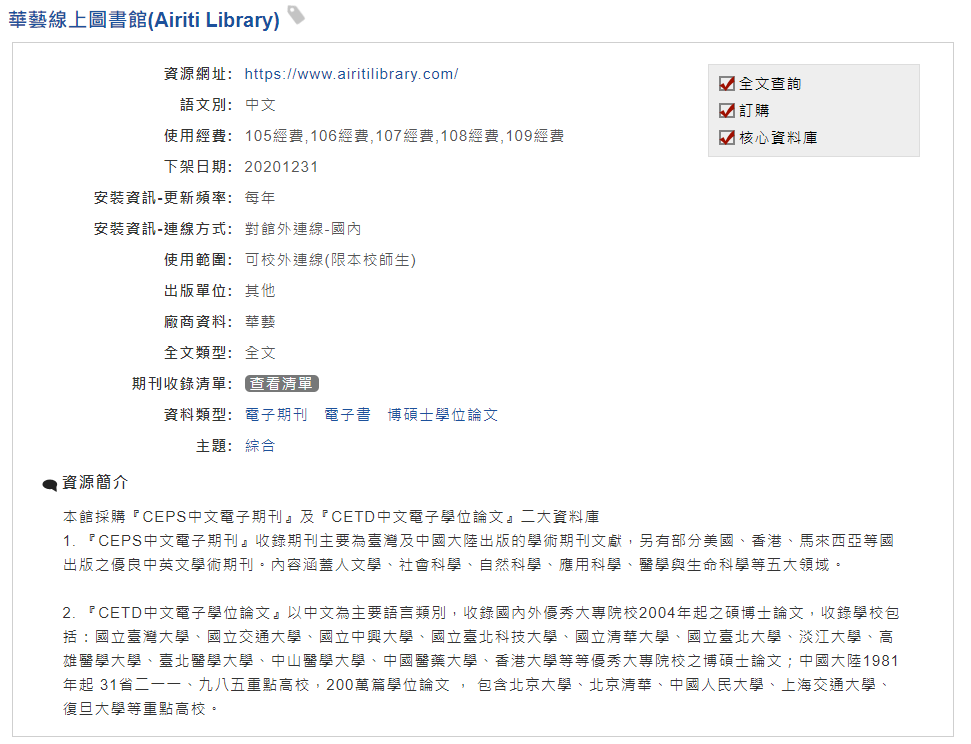 華藝線上圖書館(Airiti Library)
資源網址: https://www.airitilibrary.com/
語文別: 中文
使用經費: 105經費,106經費,107經費,108經費,109經費
下架日期: 20201231
安裝資訊-更新頻率: 每年
安裝資訊-連線方式: 對館外連線-國內
使用範圍: 可校外連線(限本校師生)
出版單位: 其他
廠商資料: 華藝
全文類型: 全文
期刊收錄清單: 查看清單
資料類型: 電子期刊 電子書 博碩士學位論文
主題: 綜合
全文查詢
訂購
核心資料庫
資源簡介
本館採購『CEPS中文電子期刊』及『CETD中文電子學位論文』二大資料庫
1. 『CEPS中文電子期刊』收錄期刊主要為臺灣及中國大陸出版的學術期刊文獻，另有部分美國、香港、馬來西亞等國
出版之優良中英文學術期刊。內容涵蓋人文學、社會科學、自然科學、應用科學、醫學與生命科學等五大領域。
2. 『CETD中文電子學位論文』以中文為主要語言類別，收錄國內外優秀大專院校2004年起之碩博士論文，收錄學校包
括：國立臺灣大學、國立交通大學、國立中興大學、國立臺北科技大學、國立清華大學、國立臺北大學、淡江大學、高
雄醫學大學、臺北醫學大學、中山醫學大學、中國醫藥大學、香港大學等等優秀大專院校之博碩士論文；中國大陸1981
年起 31省二一一、九八五重點高校，200萬篇學位論文 ， 包含北京大學、北京清華、中國人民大學、上海交通大學、
復旦大學等重點高校。